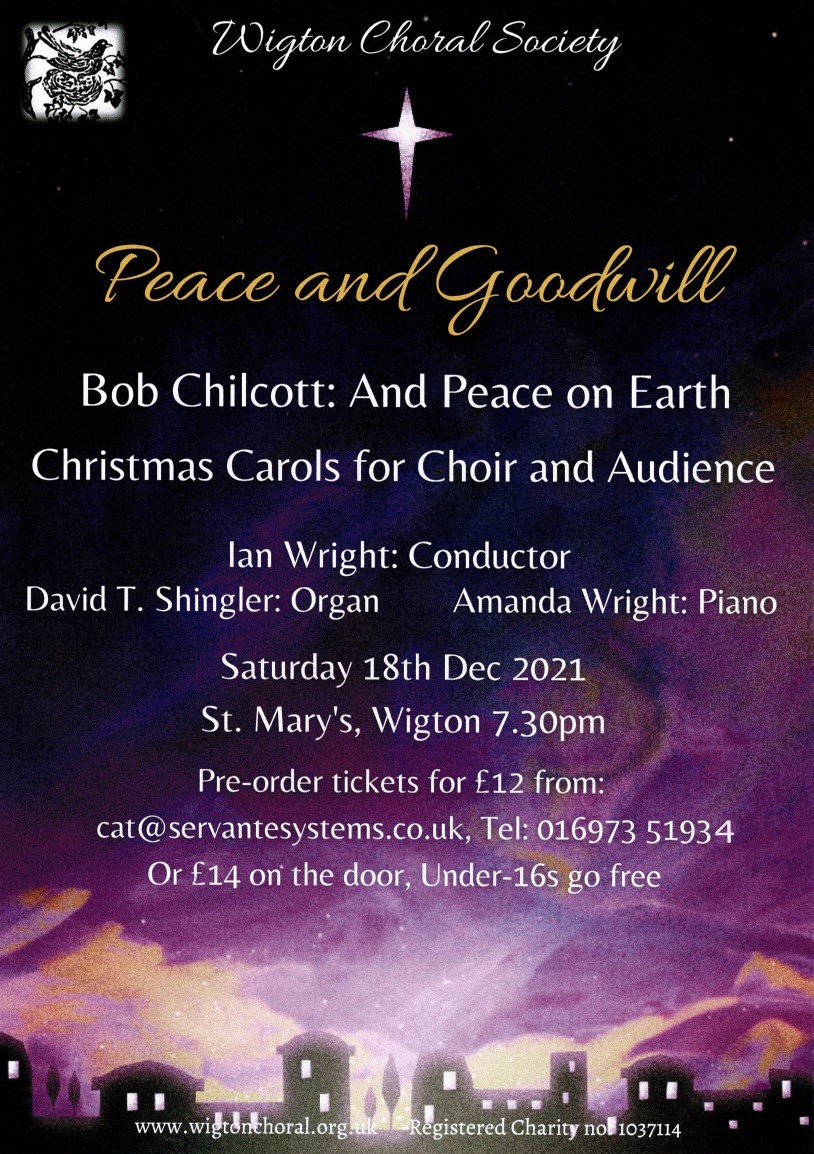 Wigton Choral Society
Peace and Goodwill
Bob Chilcott: And Peace on Earth
Christmas Carols for Choir and Audience
Ian Wright: Conductor
David T. Shingler: Organ Amanda Wright: Piano
Saturday 18th Dec 2021
St. Mary's, Wigton 7.30pm
Pre-order tickets for £12 from:
cat@servantesystems.co.uk, Tel: 016973 51934
Or £14 on the door, Under-16s go free
www.wigtonchoral.org.uk -Registered Charity no: 1037114